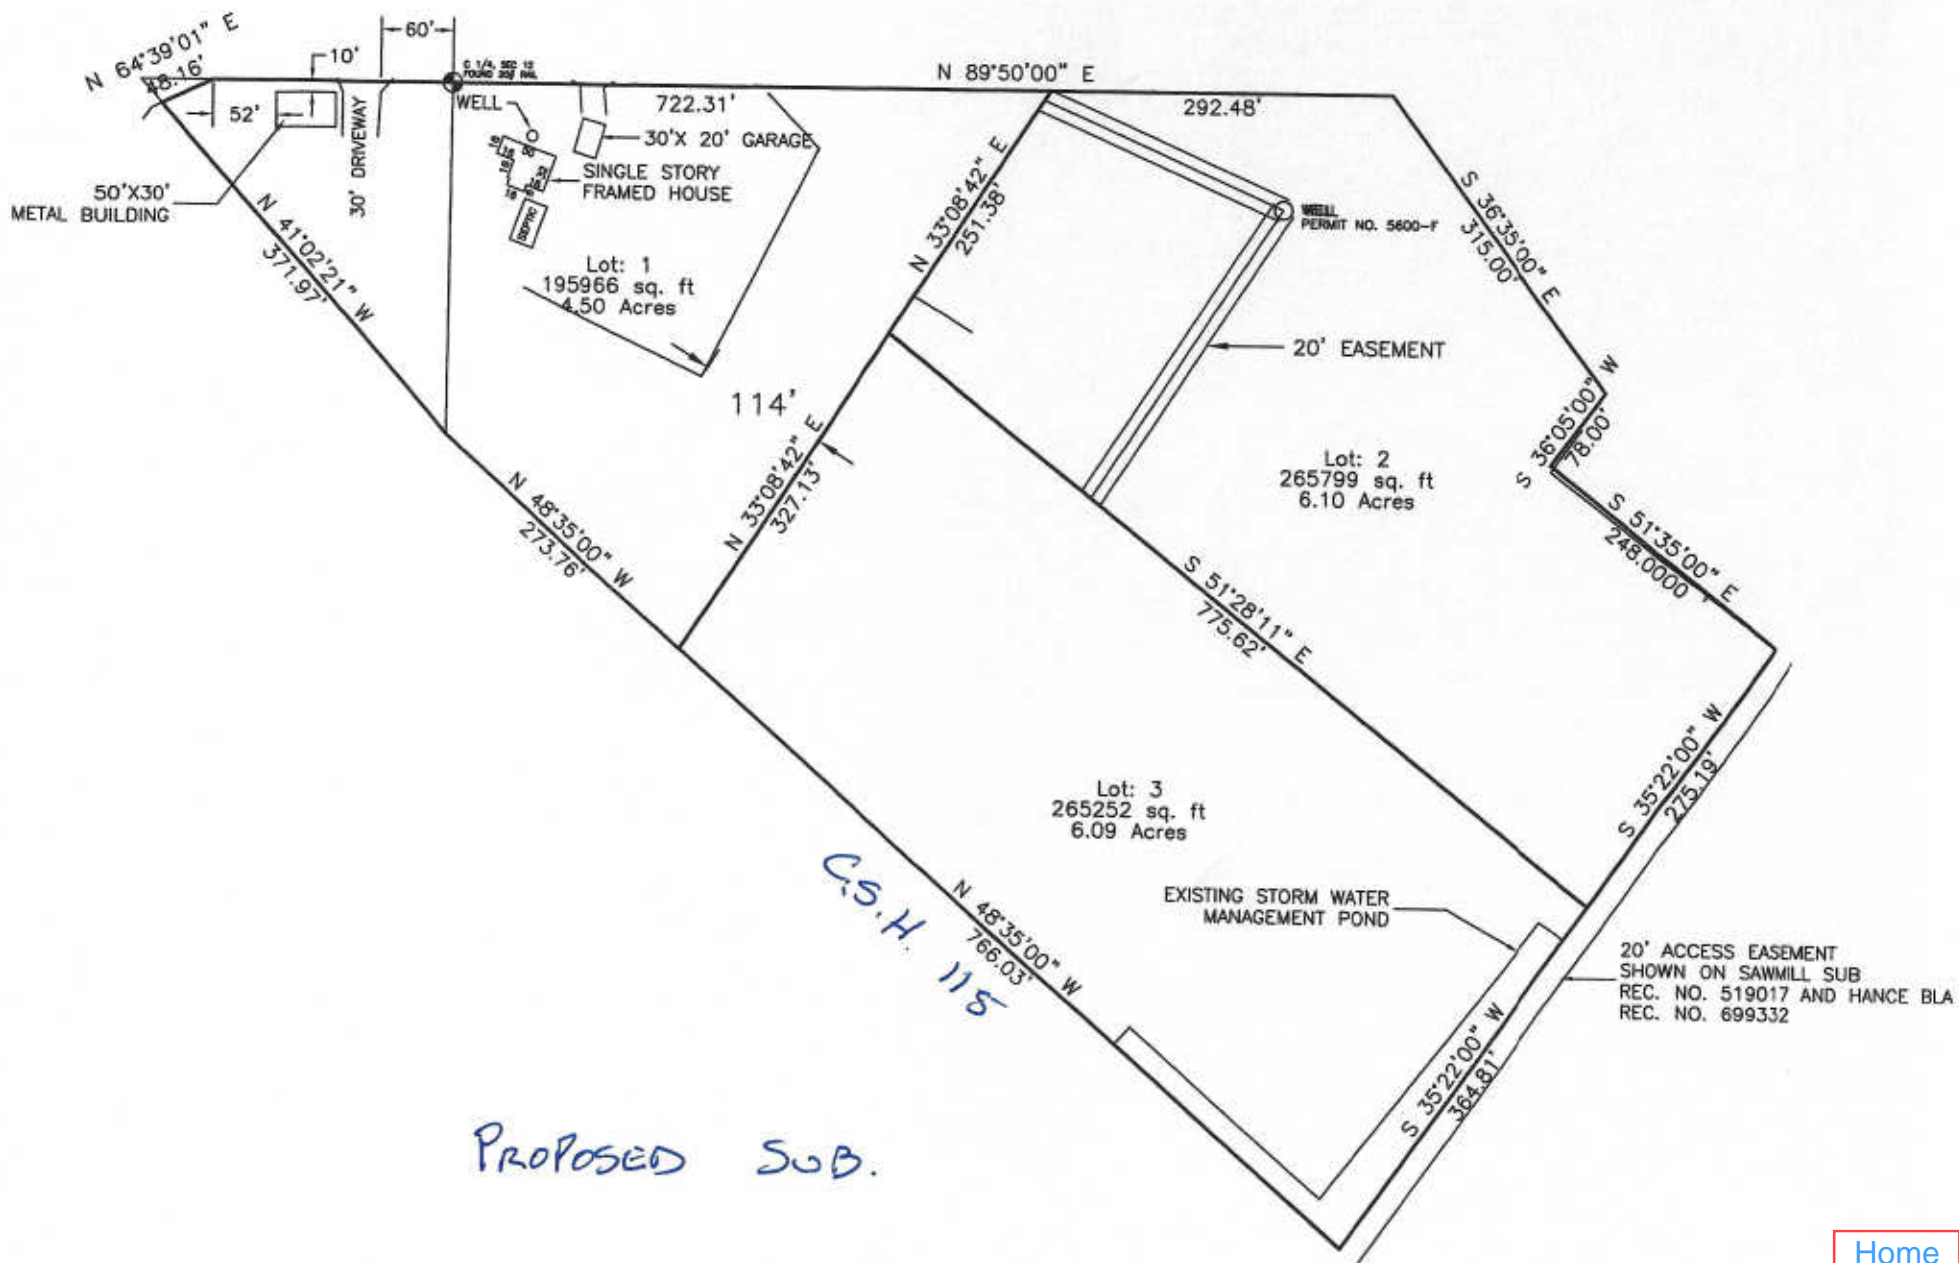 60'
N 64°39'01" E
48.16'
10'
C 1/4, SEC 12
N 89°50'00" E
WELL
722.31'
292.48'
52'
30' DRIVEWAY
30'X 20' GARAGE
SINGLE STORY
FRAMED HOUSE
50'X30'
METAL BUILDING
SEPTIC
N 33°08'42" E
251.38'
S 36°35'00" E
315.00'
WELL
PERMIT NO. 5600-F
N 41°02'21" W
371.97'
Lot: 1
195966 sq. ft
4.50 Acres
20' EASEMENT
114'
N 33°08'42" E
327.13'
S 36°05'00" W
78.00'
Lot: 2
265799 sq. ft
6.10 Acres
N 48°35'00" W
273.76'
S 51°35'00" E
248.0000
S 51°28'11" E
775.62'
S 35°22'00" W
275.19'
Lot: 3
265252 sq. ft
6.09 Acres
C.S.H. 115
N 48°35'00" W
766.03'
EXISTING STORM WATER
MANAGEMENT POND
20' ACCESS EASEMENT
SHOWN ON SAWMILL SUB
REC. NO. 519017 AND HANCE BLA
REC. NO. 699332
S 35°22'00" W
364.81'
PROPOSED SUB.
Home